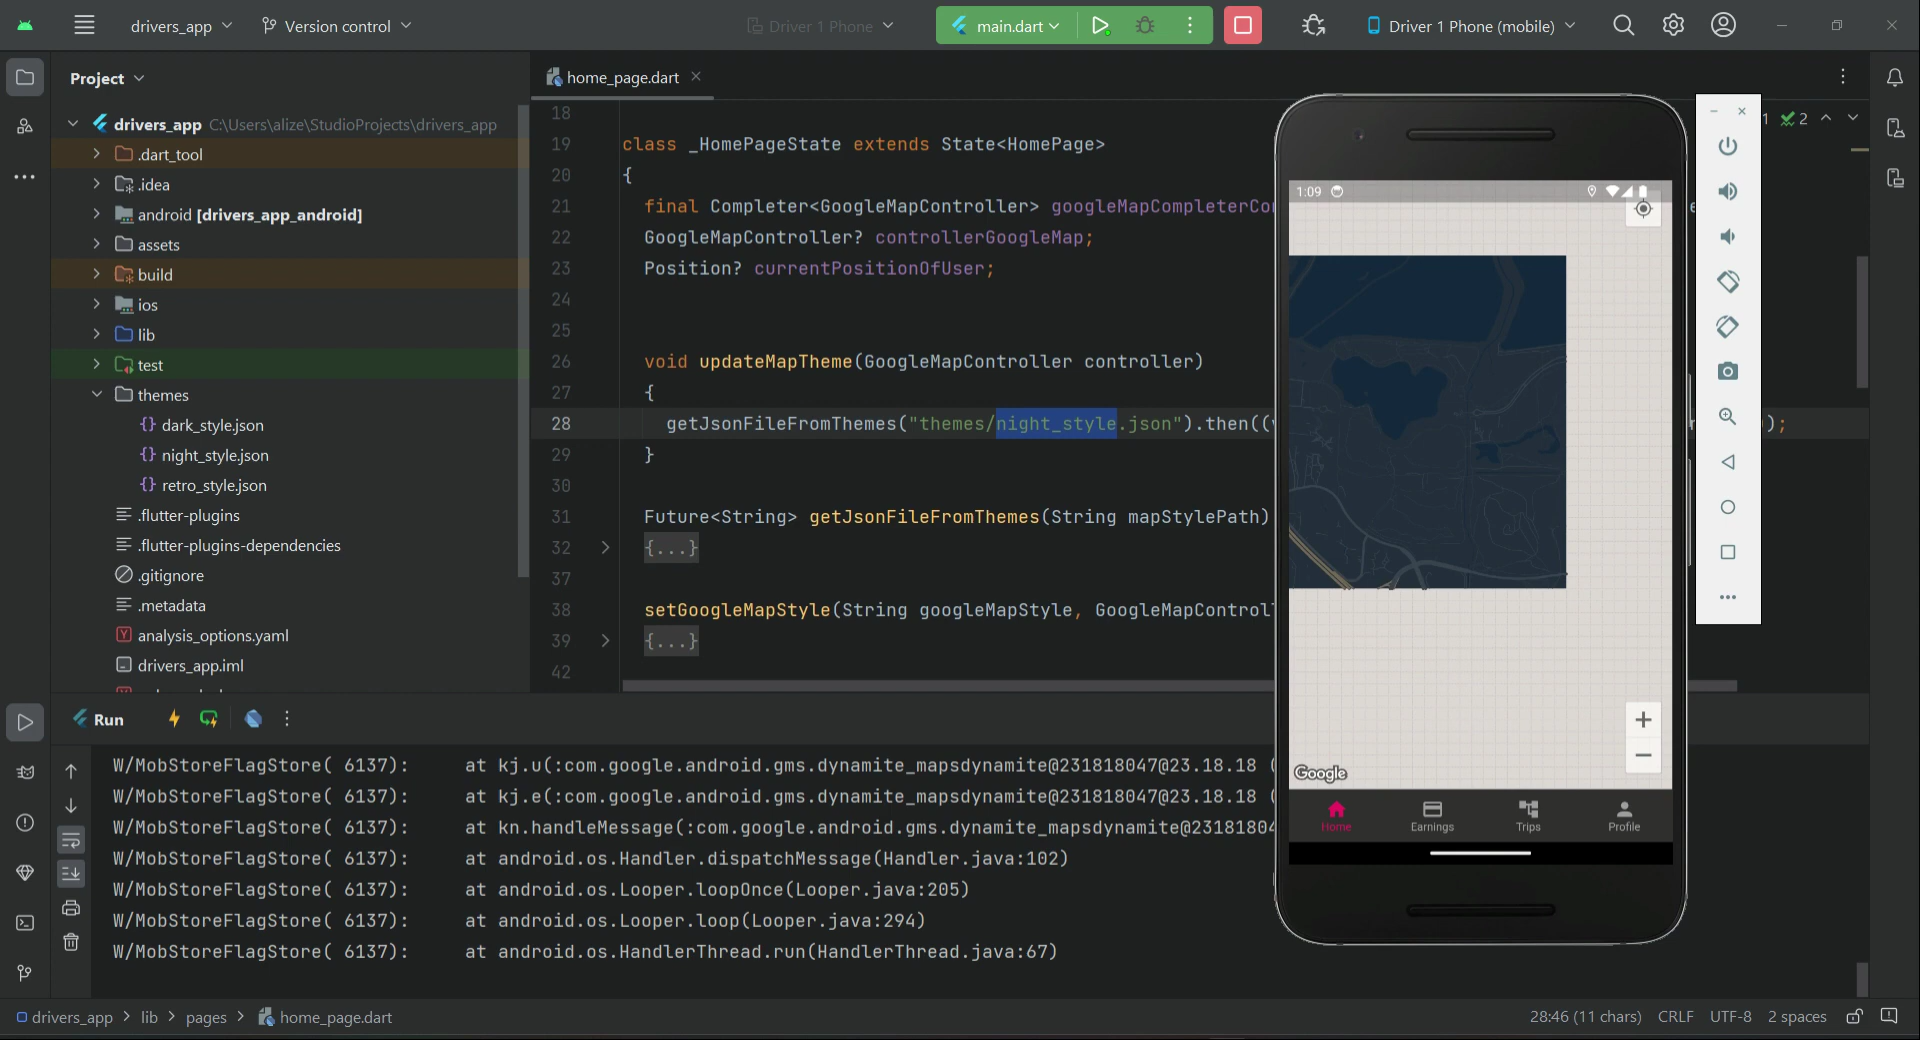 drivers_app
Version control
Driver 1 Phone
main.dart
Driver 1 Phone (mobile)
Project
drivers_app C:\Users\alize\StudioProjects\drivers_app
.dart_tool
.idea
android [drivers_app_android]
assets
build
ios
lib
test
themes
dark_style.json
night_style.json
retro_style.json
.flutter-plugins
.flutter-plugins-dependencies
.gitignore
.metadata
analysis_options.yaml
drivers_app.iml
home_page.dart
1 2
18
19 class _HomePageState extends State<HomePage>
20 {
21 final Completer<GoogleMapController> googleMapCompleterCo
22 GoogleMapController? controllerGoogleMap;
23 Position? currentPositionOfUser;
24
25
26 void updateMapTheme(GoogleMapController controller)
27 {
28 getJsonFileFromThemes("themes/night_style.json").then(( );
29 }
30
31 Future<String> getJsonFileFromThemes(String mapStylePath)
32 {...}
37
38 setGoogleMapStyle(String googleMapStyle, GoogleMapControl
39 {...}
42
1:09
Google
Home
Earnings
Trips
Profile
Run
W/MobStoreFlagStore( 6137): at kj.u(:com.google.android.gms.dynamite_mapsdynamite@231818047@23.18.18 (
W/MobStoreFlagStore( 6137): at kj.e(:com.google.android.gms.dynamite_mapsdynamite@231818047@23.18.18 (
W/MobStoreFlagStore( 6137): at kn.handleMessage(:com.google.android.gms.dynamite_mapsdynamite@2318180
W/MobStoreFlagStore( 6137): at android.os.Handler.dispatchMessage(Handler.java:102)
W/MobStoreFlagStore( 6137): at android.os.Looper.loopOnce(Looper.java:205)
W/MobStoreFlagStore( 6137): at android.os.Looper.loop(Looper.java:294)
W/MobStoreFlagStore( 6137): at android.os.HandlerThread.run(HandlerThread.java:67)
drivers_app > lib > pages > home_page.dart
28:46 (11 chars) CRLF UTF-8 2 spaces